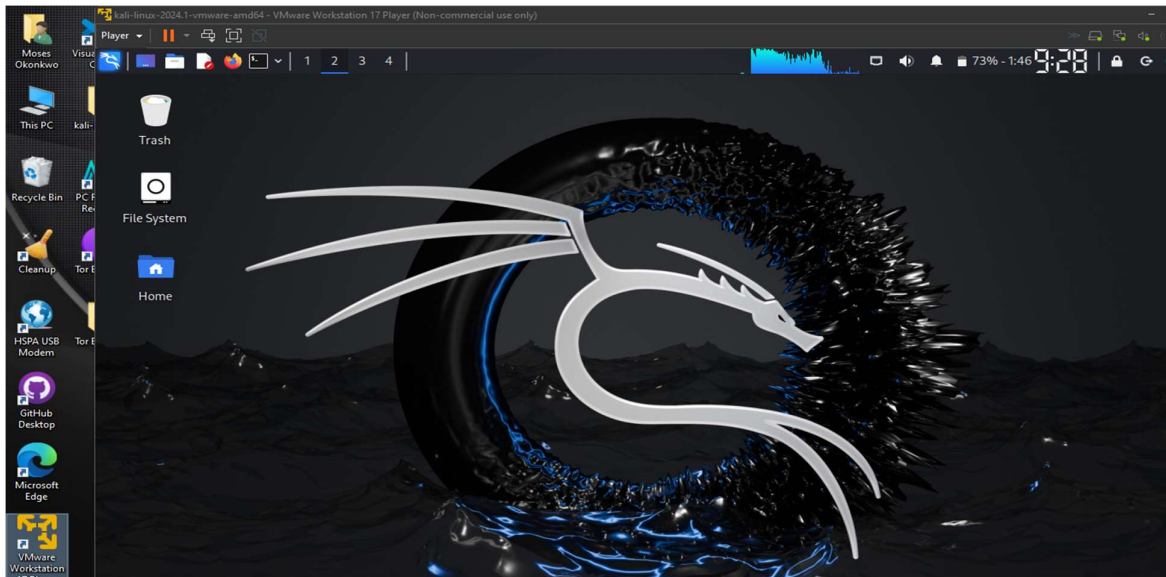 kali-linux-2024.1-vmware-amd64 - VMware Workstation 17 Player (Non-commercial use only)
Player
1 2 3 4
73% - 1:46
9:28
Moses
Okonkwo
This PC
kali-
Recycle Bin
Cleanup
Tor
HSPA USB
Modem
Tor
GitHub
Desktop
Microsoft
Edge
VMware
Workstation
Trash
File System
Home